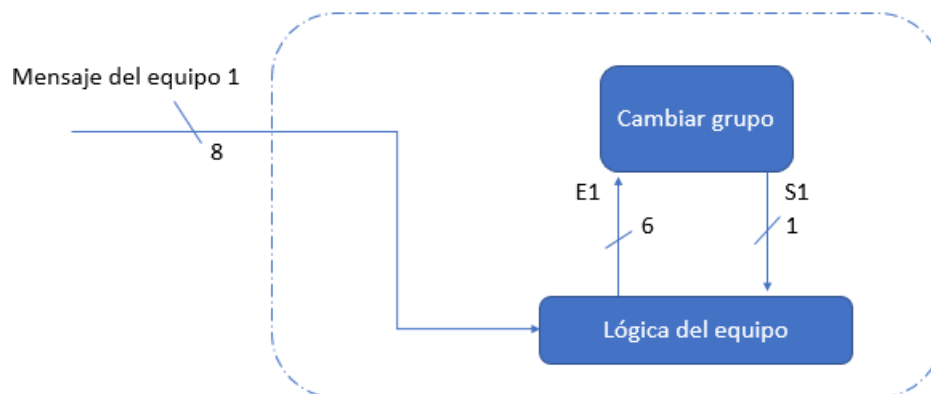 Mensaje del equipo 1
8
Cambiar grupo
E1
S1
6
1
Lógica del equipo